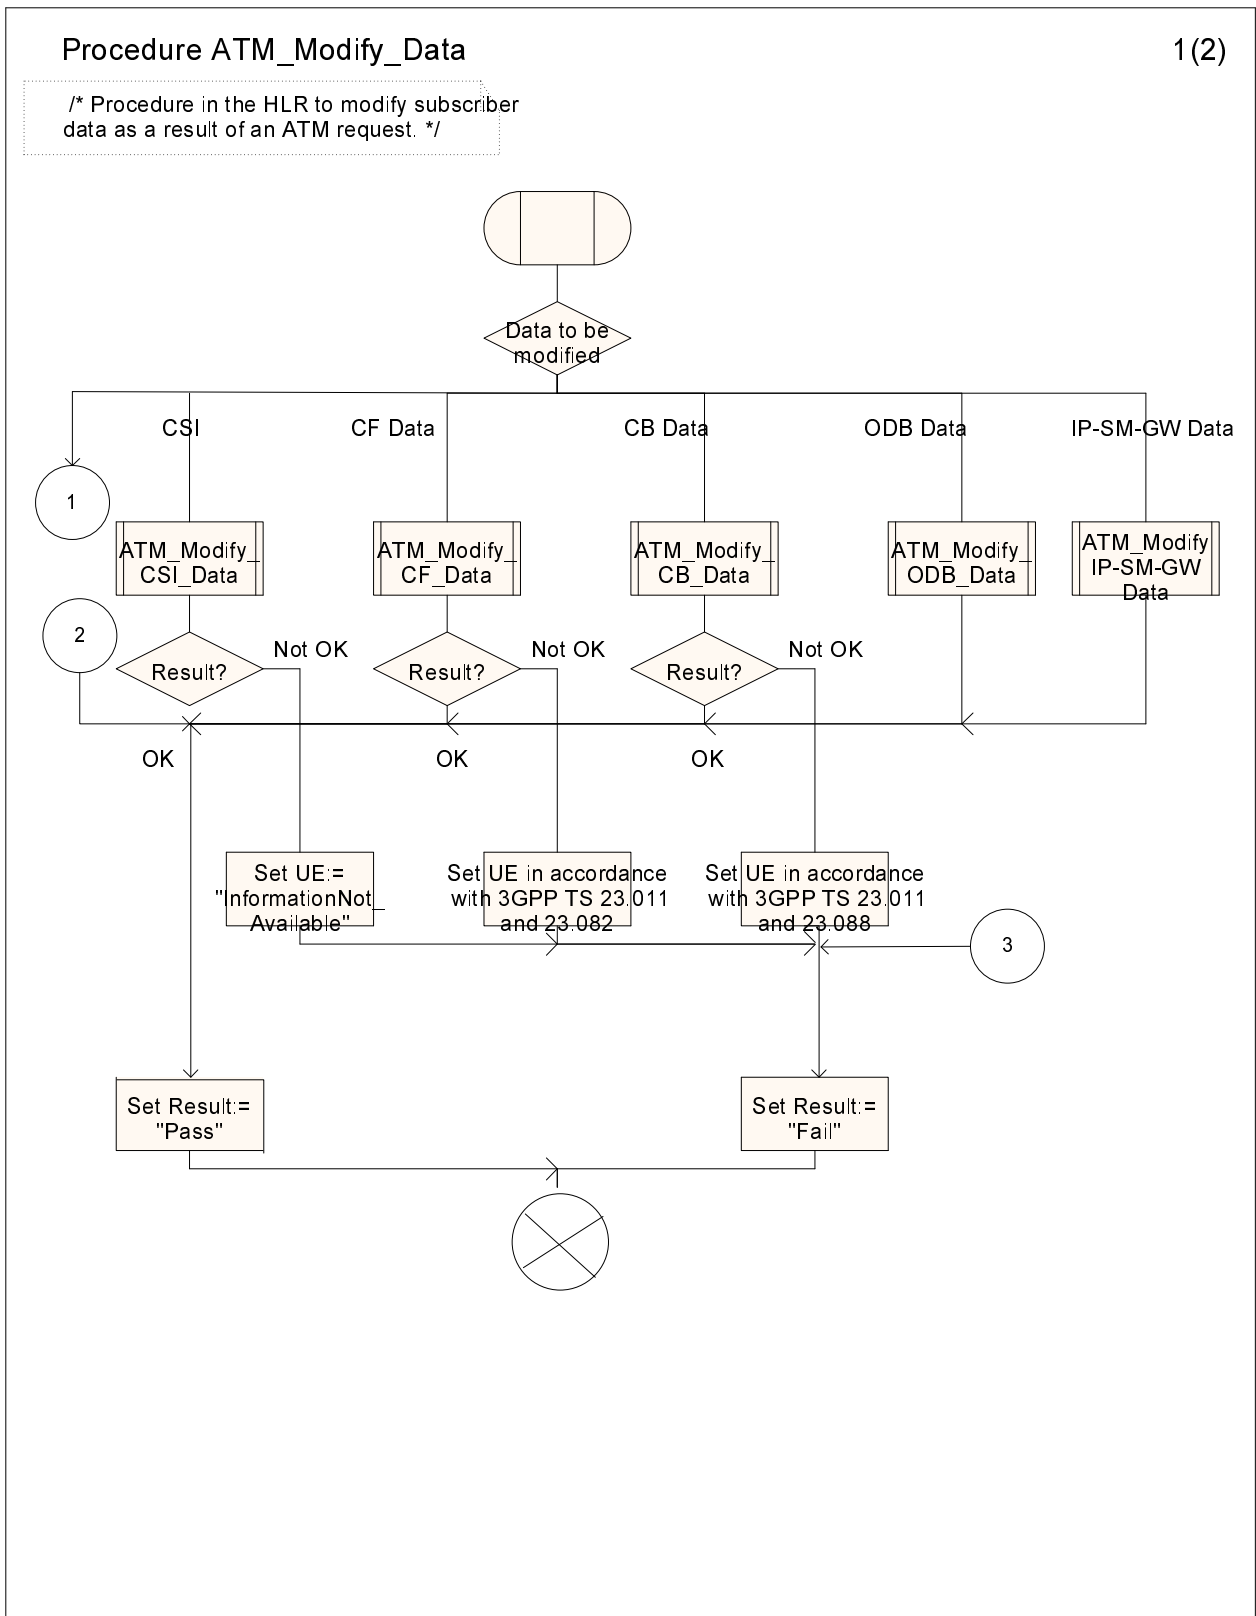 Procedure ATM_Modify_Data
1(2)
/* Procedure in the HLR to modify subscriber
data as a result of an ATM request. */
Data to be
modified
CSI
CF Data
CB Data
ODB Data
IP-SM-GW Data
1
ATM_Modify_
CSI_Data
ATM_Modify_
CF_Data
ATM_Modify_
CB_Data
ATM_Modify_
ODB_Data
ATM_Modify
IP-SM-GW
Data
2
Result?
Not OK
Result?
Not OK
Result?
Not OK
OK
OK
OK
Set UE:=
"InformationNot_
Available"
Set UE in accordance
with 3GPP TS 23.011
and 23.082
Set UE in accordance
with 3GPP TS 23.011
and 23.088
3
Set Result:=
"Pass"
Set Result:=
"Fail"